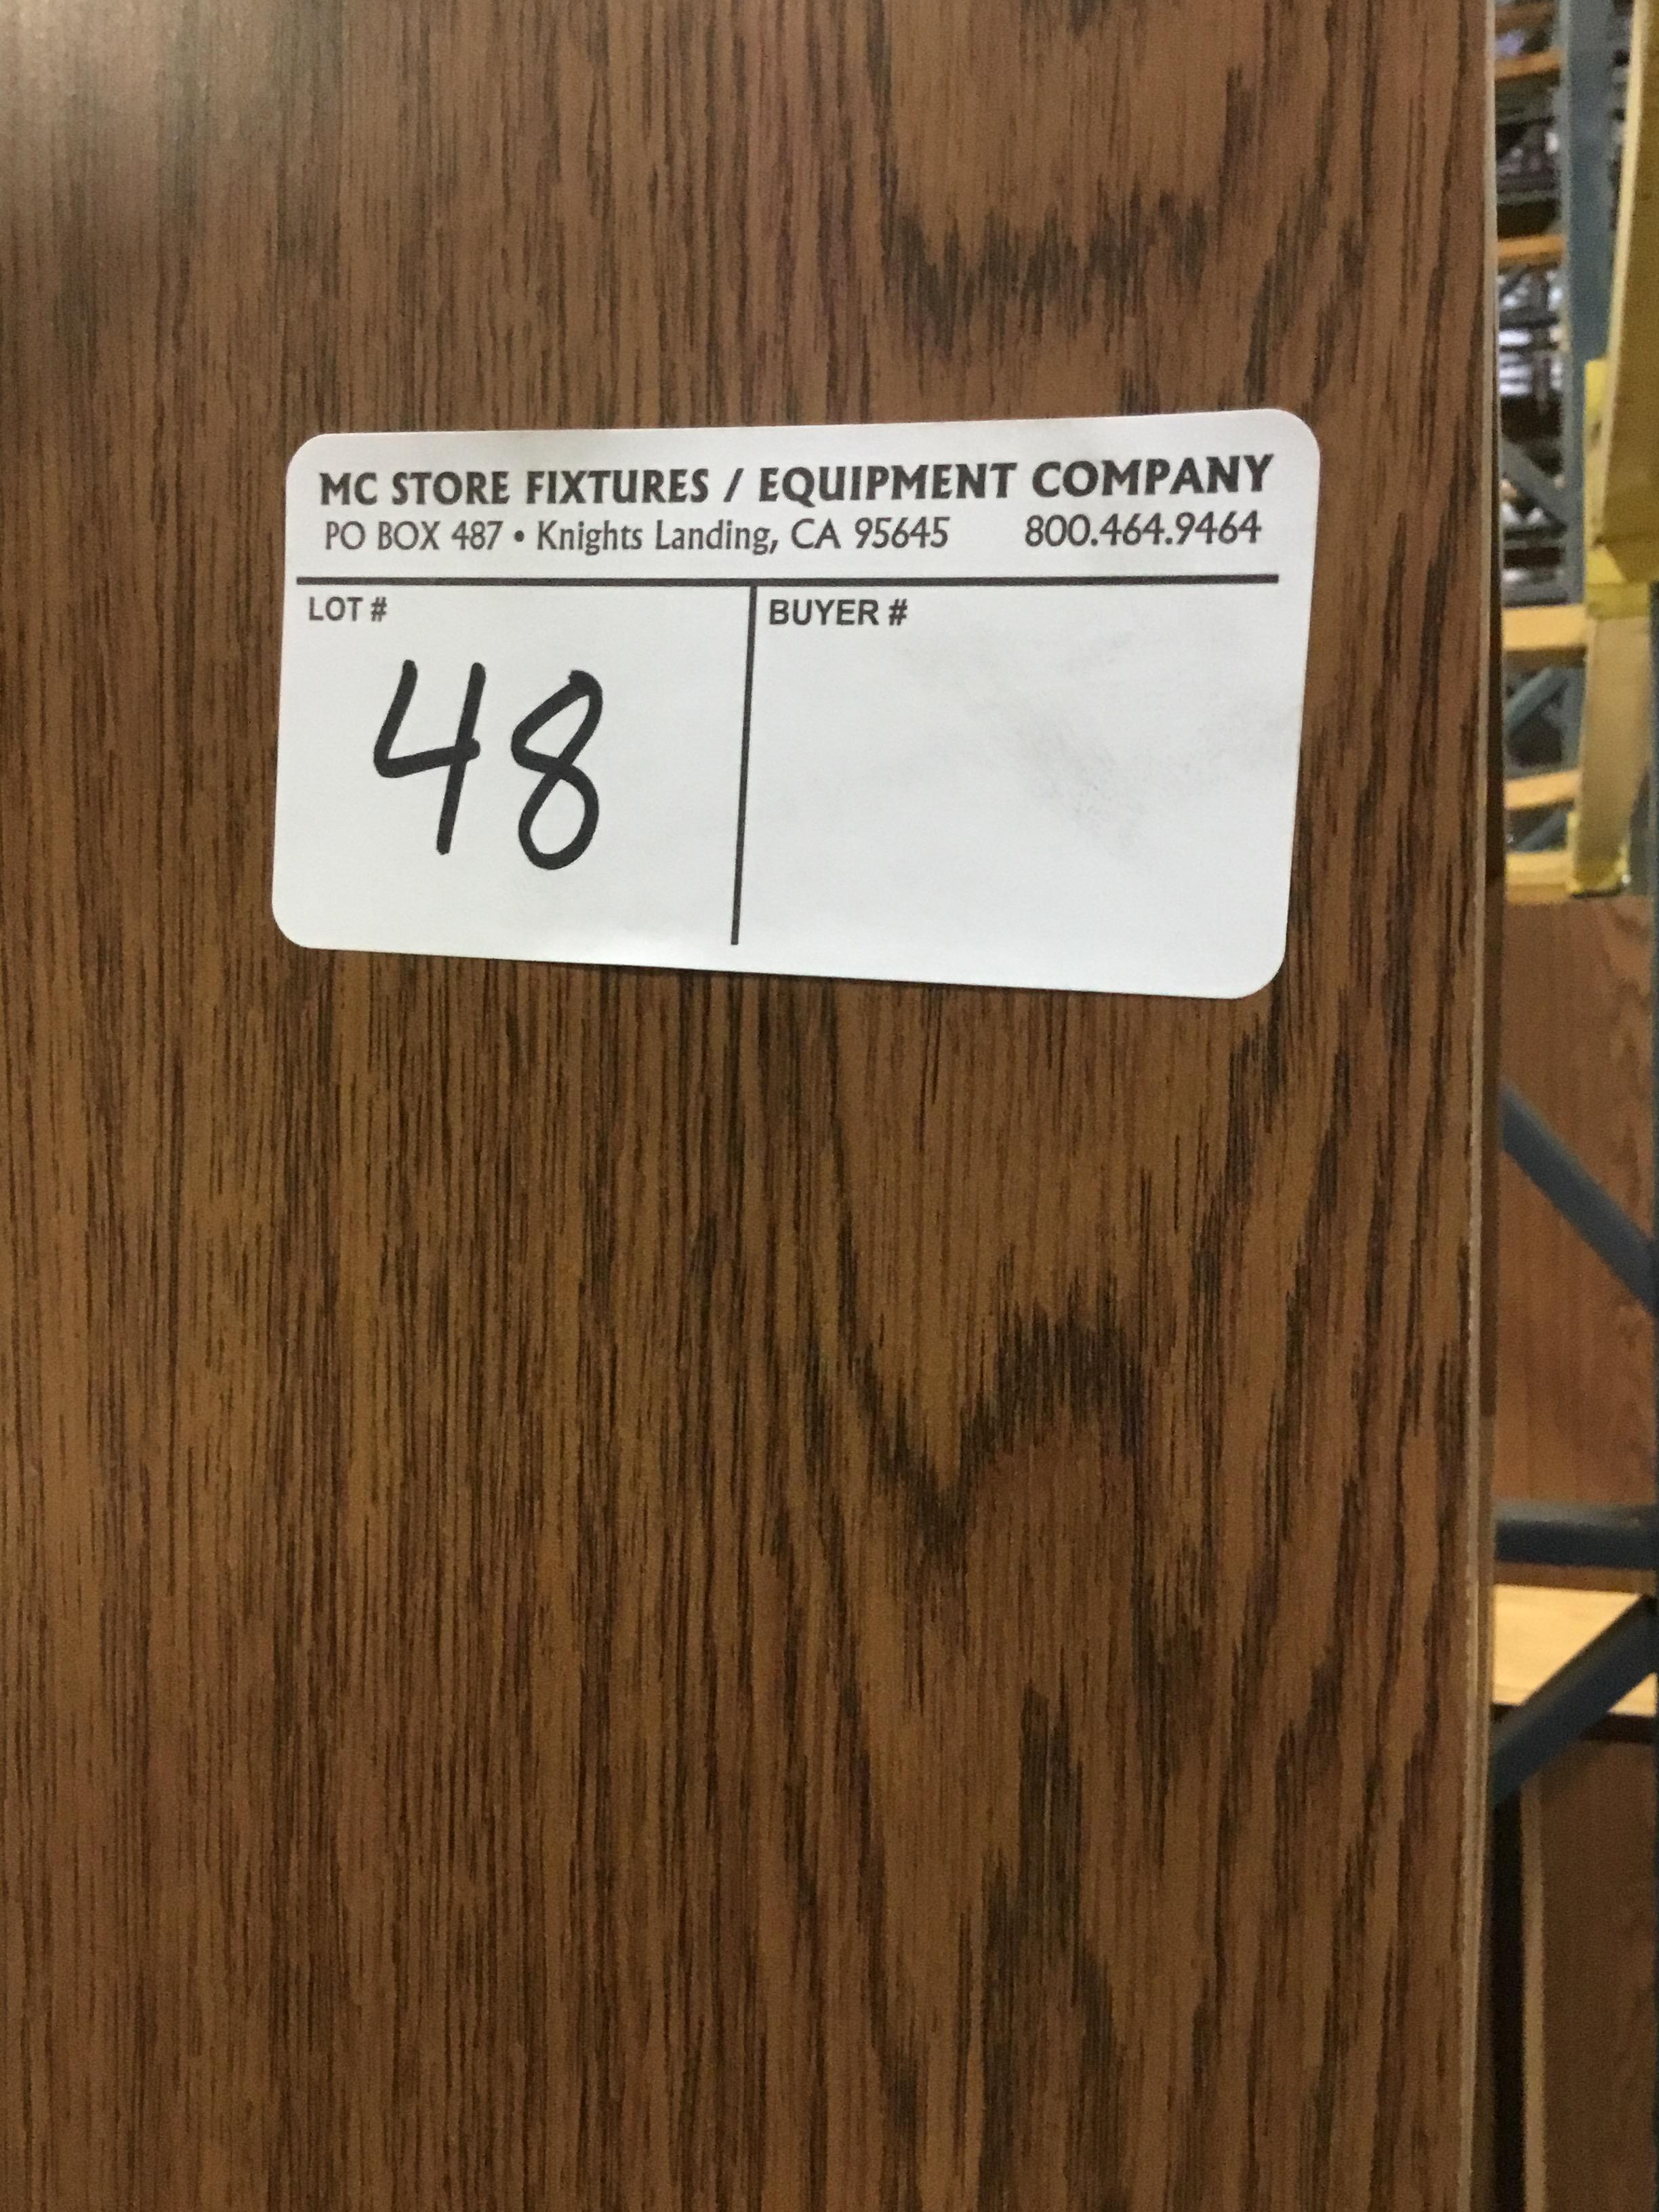 MC STORE FIXTURES / EQUIPMENT COMPANY
PO BOX 487 • Knights Landing, CA 95645 800.464.9464
LOT # BUYER #
48